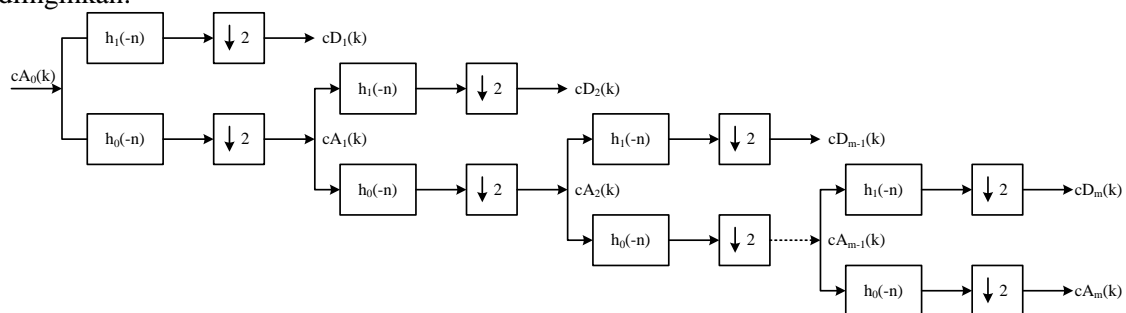 diinginkan.
h₁(-n) ↓ 2 cD₁(k)
cA₀(k)
h₁(-n) ↓ 2 cD₂(k)
h₀(-n) ↓ 2 cA₁(k)
h₁(-n) ↓ 2 cD_{m-1}(k)
h₀(-n) ↓ 2 cA₂(k)
h₁(-n) ↓ 2 cD_m(k)
h₀(-n) ↓ 2 cA_{m-1}(k)
h₀(-n) ↓ 2 cA_m(k)